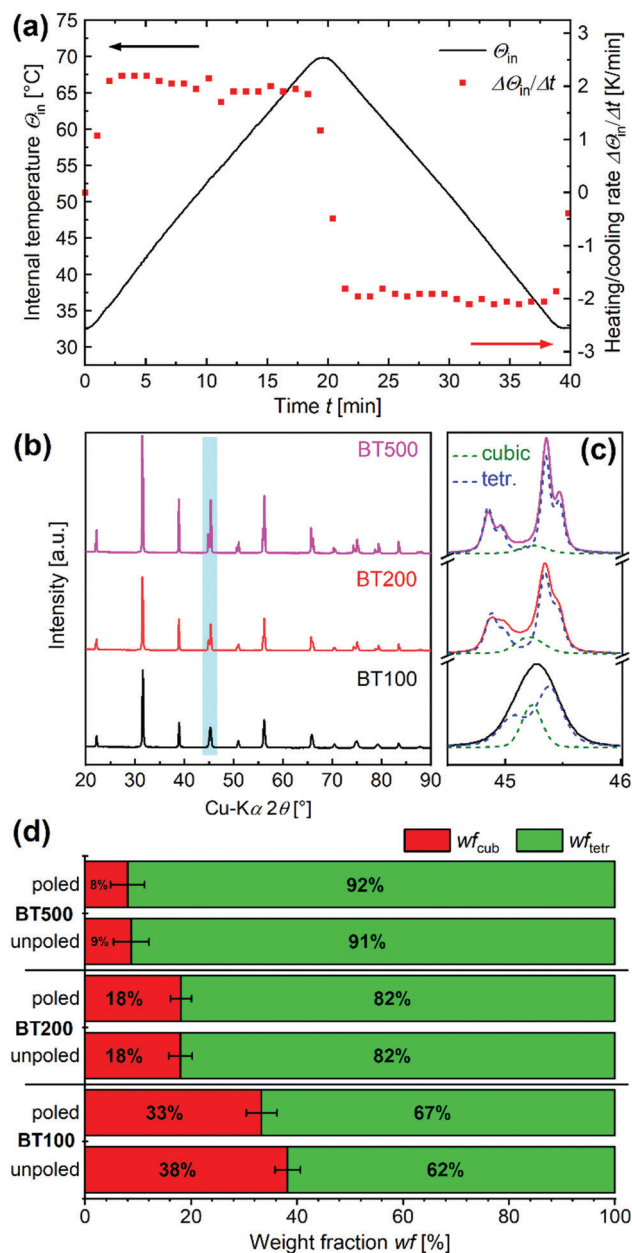 (a)
Internal temperature Θin [°C]
75
70
65
60
55
50
45
40
35
30
Θin
ΔΘin/Δt
3
2
1
0
-1
-2
-3
Heating/cooling rate ΔΘin/Δt [K/min]
0 5 10 15 20 25 30 35 40
Time t [min]
(b)
Intensity [a.u.]
BT500
BT200
BT100
20 30 40 50 60 70 80 90
Cu-Kα 2θ [°]
(c)
cubic
tetr.
45 46
(d)
wfcub wftetr
poled 8% 92%
BT500
unpoled 9% 91%
poled 18% 82%
BT200
unpoled 18% 82%
poled 33% 67%
BT100
unpoled 38% 62%
0 20 40 60 80 100
Weight fraction wf [%]